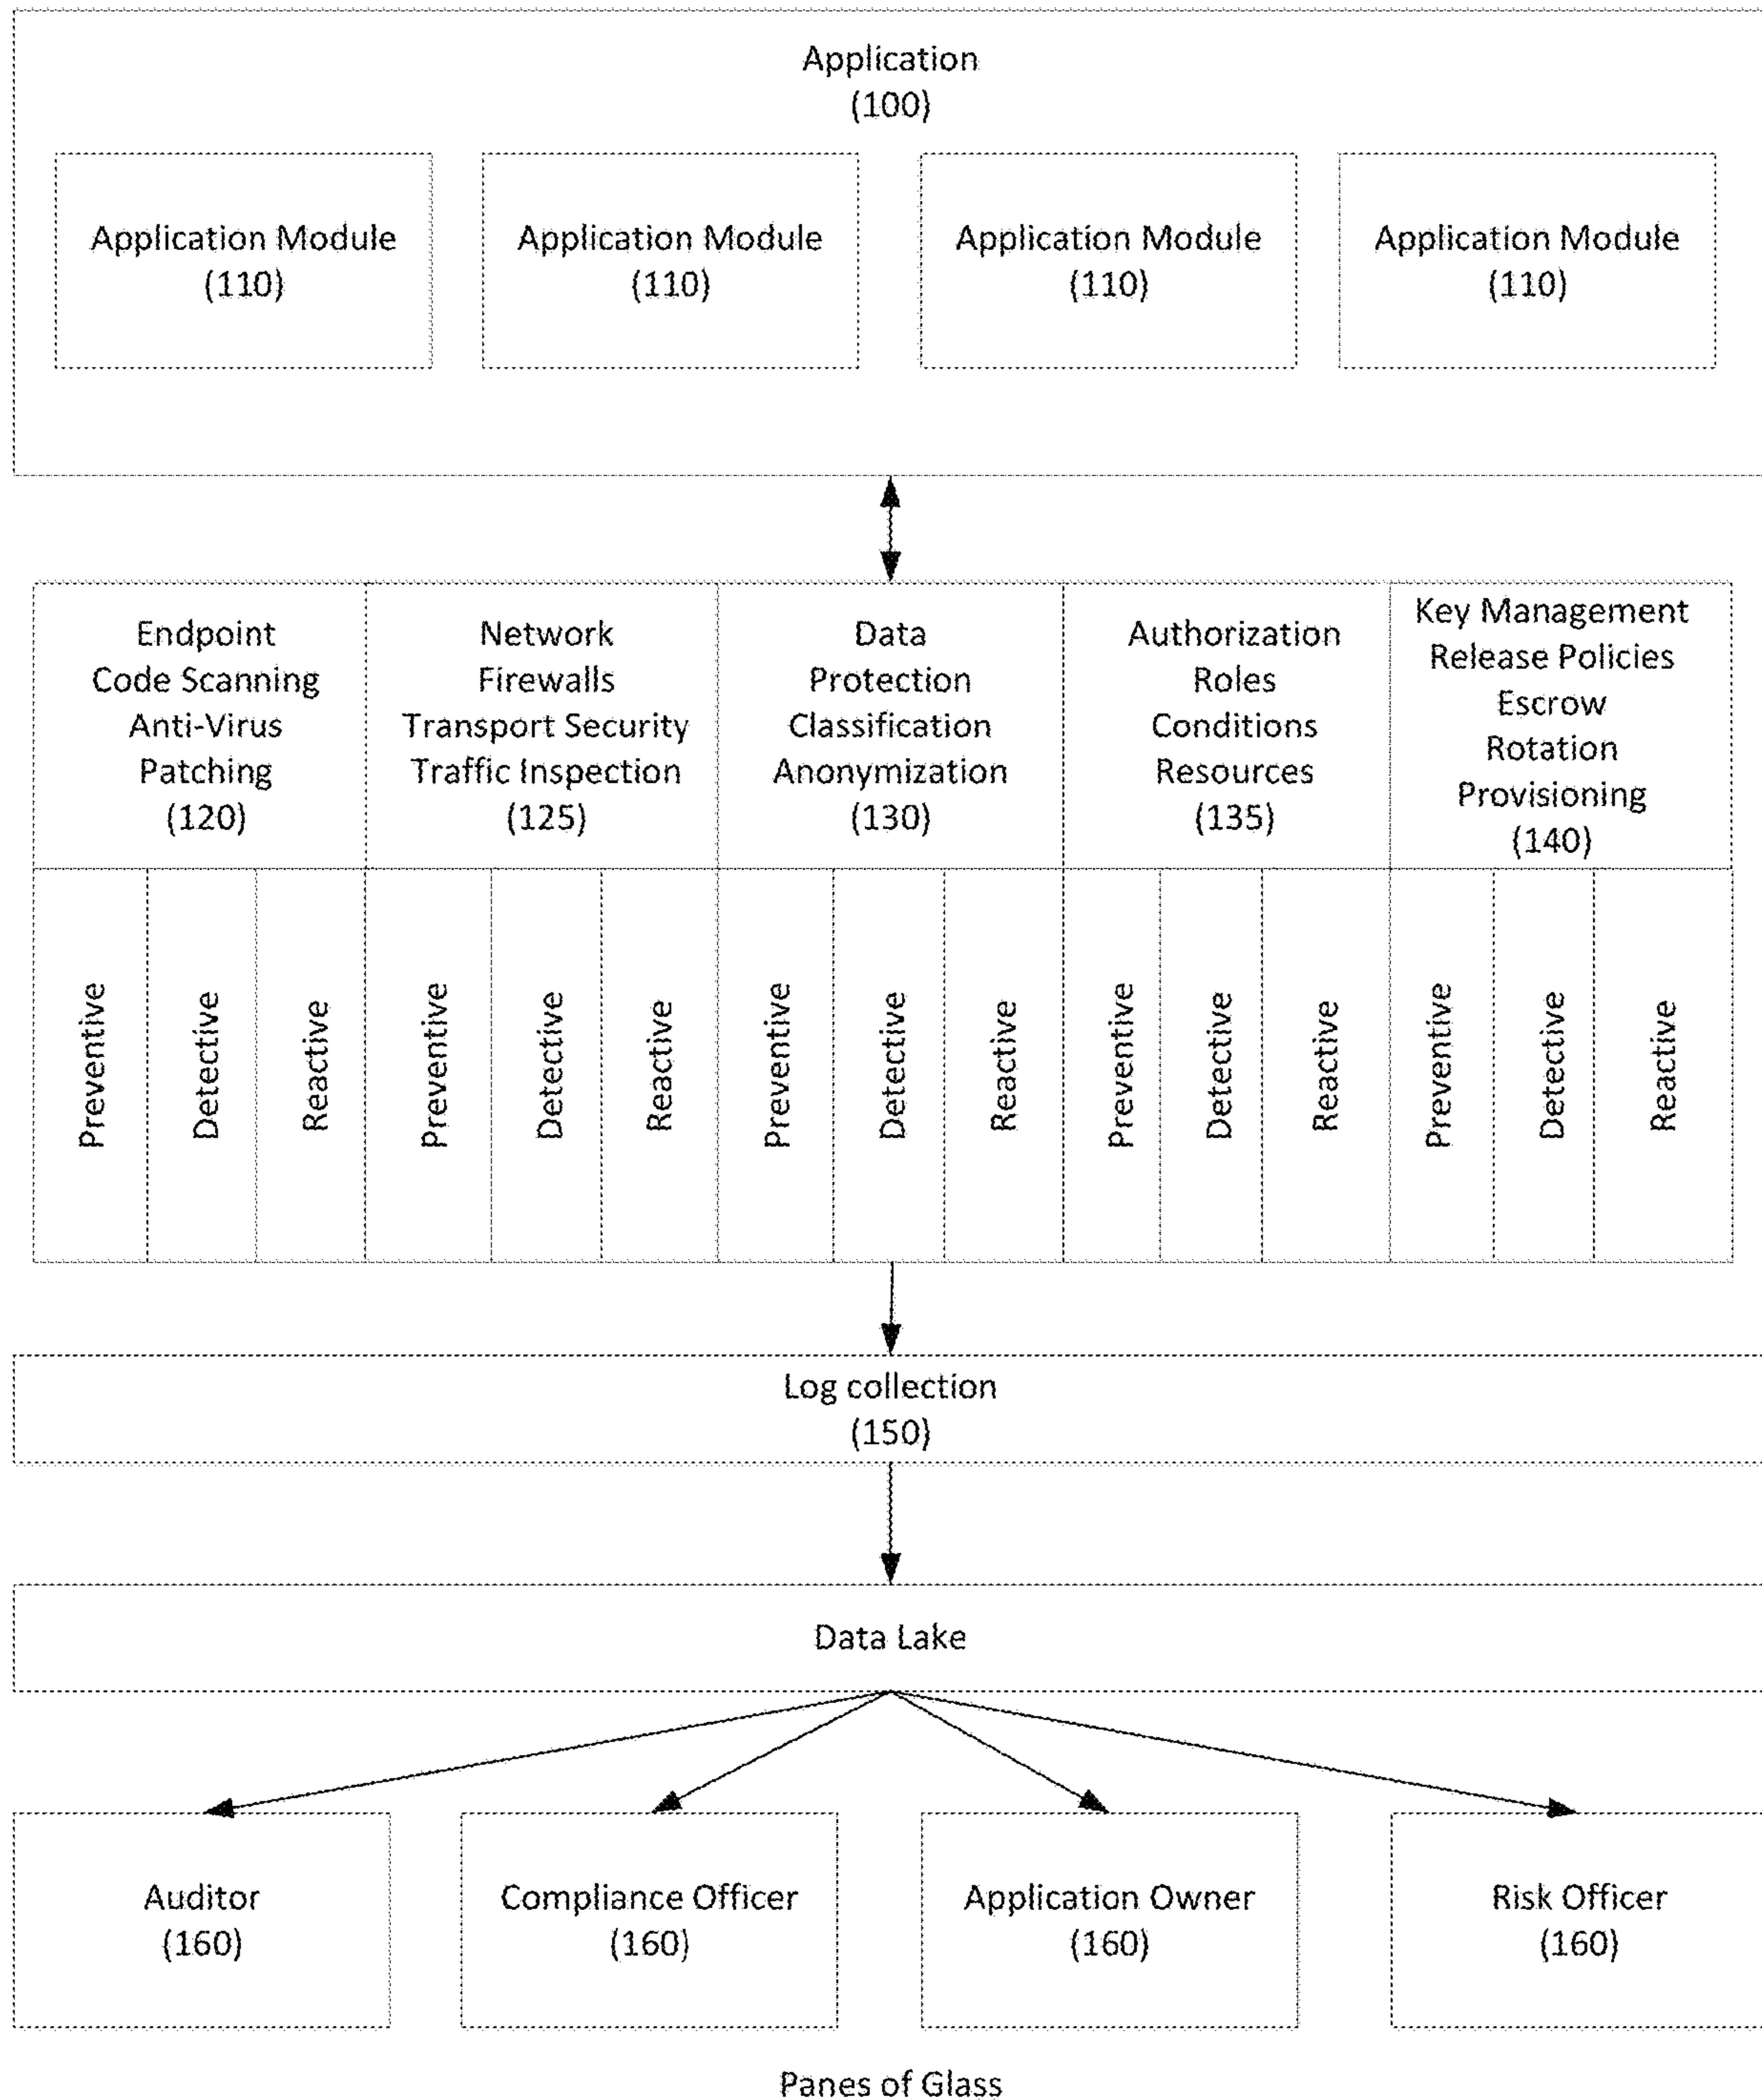 Application
(100)
Application Module
(110)
Application Module
(110)
Application Module
(110)
Application Module
(110)
Endpoint
Code Scanning
Anti-Virus
Patching
(120)
Network
Firewalls
Transport Security
Traffic Inspection
(125)
Data
Protection
Classification
Anonymization
(130)
Authorization
Roles
Conditions
Resources
(135)
Key Management
Release Policies
Escrow
Rotation
Provisioning
(140)
Preventive
Detective
Reactive
Preventive
Detective
Reactive
Preventive
Detective
Reactive
Preventive
Detective
Reactive
Preventive
Detective
Reactive
Log collection
(150)
Data Lake
Auditor
(160)
Compliance Officer
(160)
Application Owner
(160)
Risk Officer
(160)
Panes of Glass